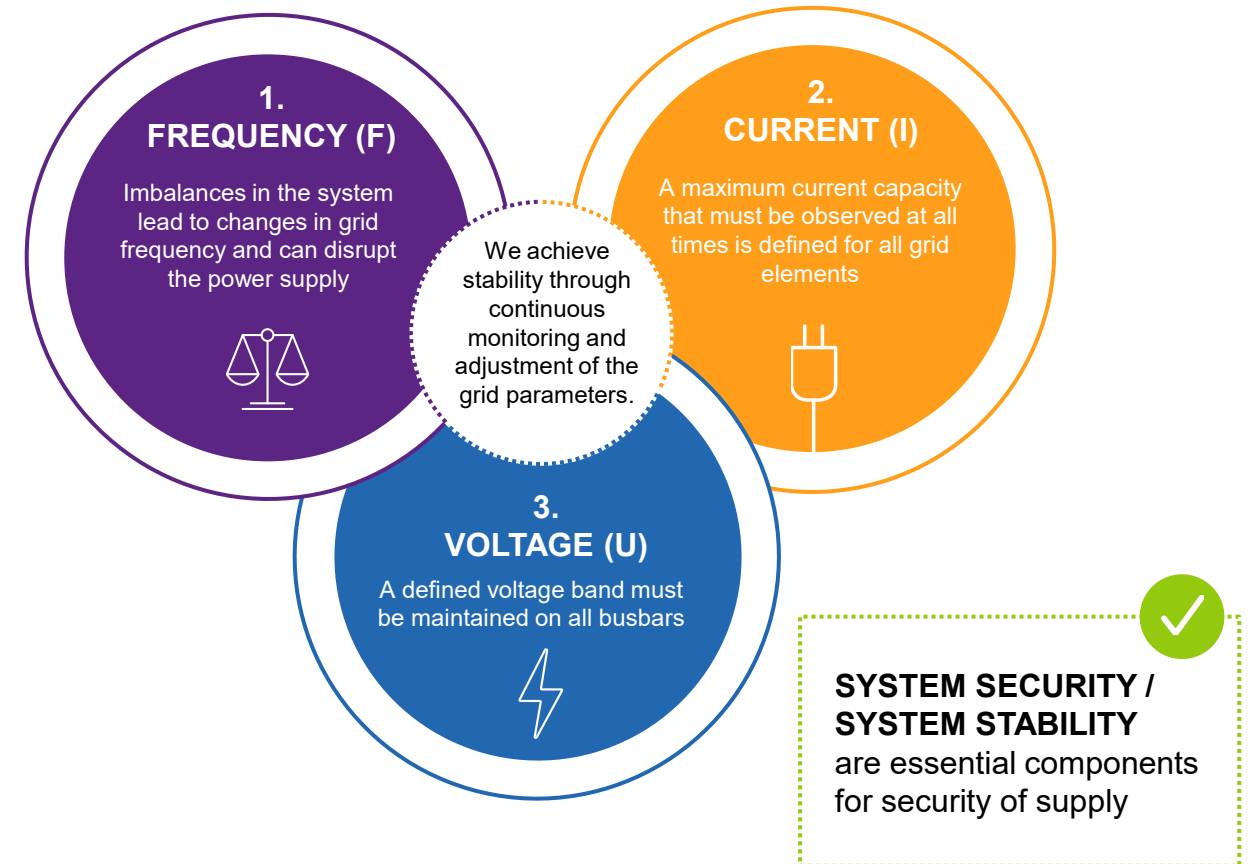 1.
FREQUENCY (F)
Imbalances in the system
lead to changes in grid
frequency and can disrupt
the power supply
2.
CURRENT (I)
A maximum current capacity
that must be observed at all
times is defined for all grid
elements
We achieve
stability through
continuous
monitoring and
adjustment of the
grid parameters.
3.
VOLTAGE (U)
A defined voltage band must
be maintained on all busbars
SYSTEM SECURITY /
SYSTEM STABILITY
are essential components
for security of supply